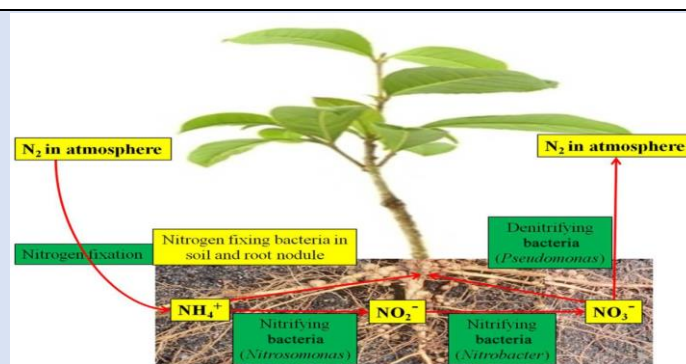 N₂ in atmosphere
N₂ in atmosphere
Nitrogen fixation
Nitrogen fixing bacteria in
soil and root nodule
Denitrifying
bacteria
(Pseudomonas)
NH₄⁺
NO₂⁻
NO₃⁻
Nitrifying
bacteria
(Nitrosomonas)
Nitrifying
bacteria
(Nitrobacter)